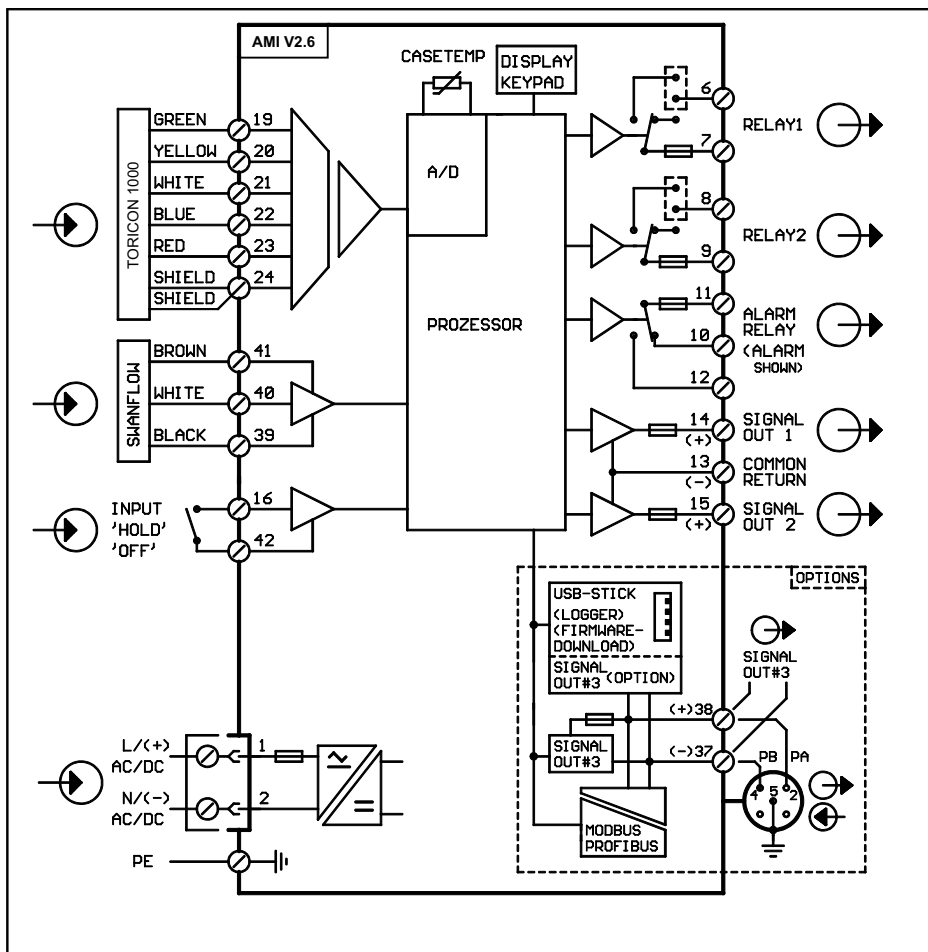 AMI V2.6
CASETEMP
DISPLAY
KEYPAD
TORICON 1000
GREEN
19
YELLOW
20
WHITE
21
BLUE
22
RED
23
SHIELD
24
SHIELD
A/D
PROZESSOR
6
RELAY1
7
8
RELAY2
9
11
ALARM
RELAY
10
(ALARM
SHOWN)
12
SWANFLOW
BROWN
41
WHITE
40
BLACK
39
14
(+)
SIGNAL
OUT 1
13
(-)
COMMON
RETURN
15
(+)
SIGNAL
OUT 2
INPUT
'HOLD'
'OFF'
16
42
OPTIONS
USB-STICK
(LOGGER)
(FIRMWARE-
DOWNLOAD)
SIGNAL
OUT#3 (OPTION)
SIGNAL
OUT#3
(+)38
SIGNAL
OUT#3
(-)37
PB PA
4 5 2
MODBUS
PROFIBUS
L/(+)
AC/DC
1
N/(-)
AC/DC
2
PE